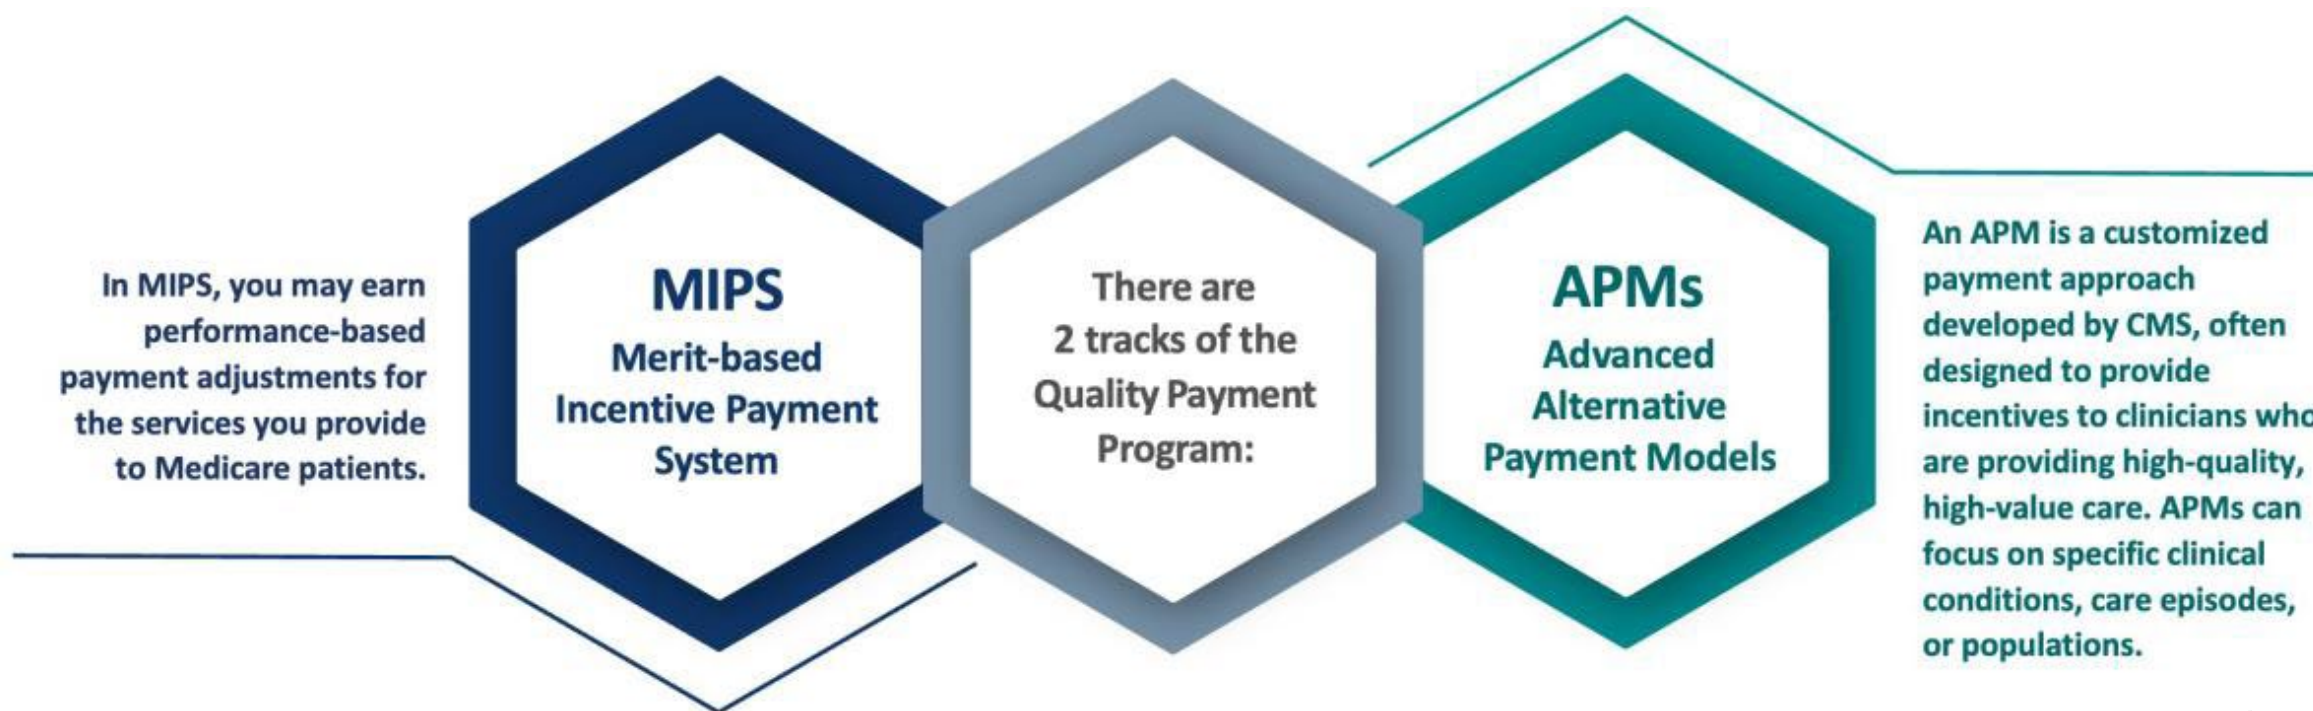 In MIPS, you may earn
performance-based
payment adjustments for
the services you provide
to Medicare patients.
MIPS
Merit-based
Incentive Payment
System
There are
2 tracks of the
Quality Payment
Program:
APMs
Advanced
Alternative
Payment Models
An APM is a customized
payment approach
developed by CMS, often
designed to provide
incentives to clinicians who
are providing high-quality,
high-value care. APMs can
focus on specific clinical
conditions, care episodes,
or populations.